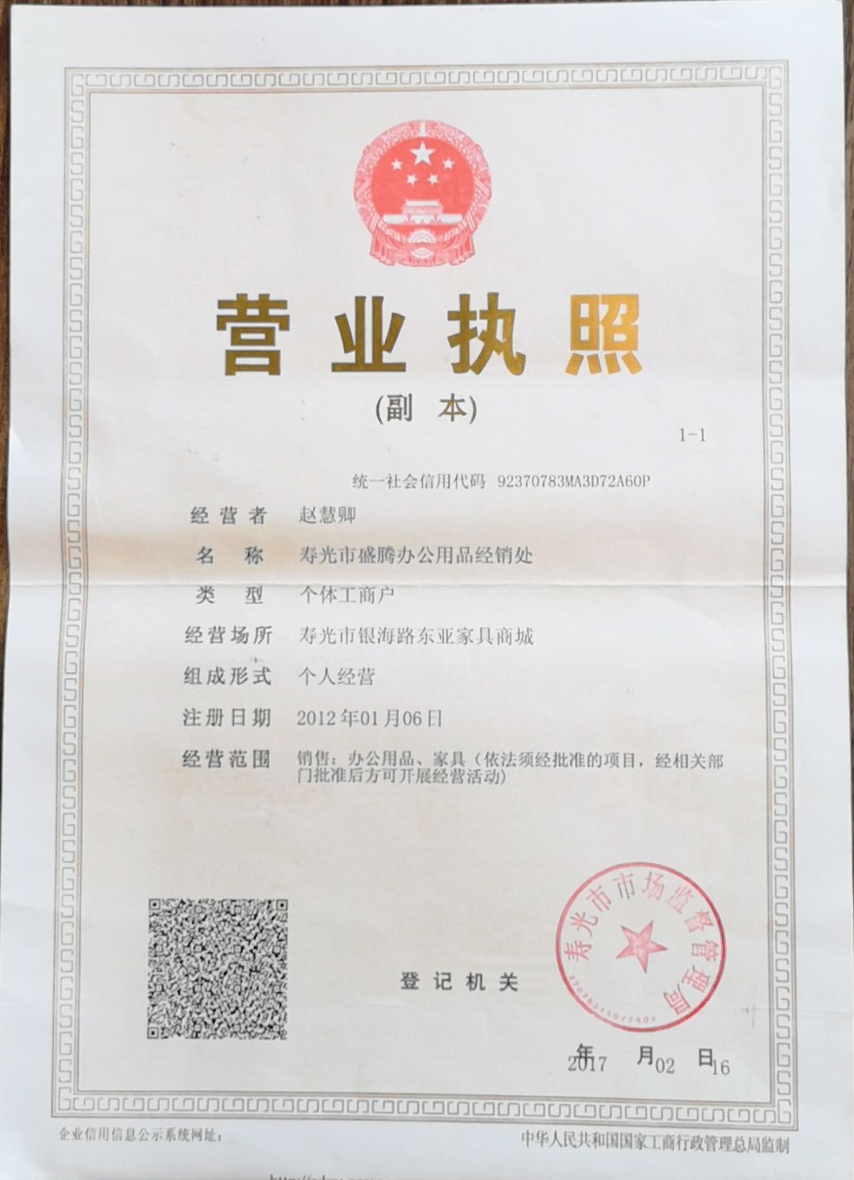 营业执照
(副 本)
1-1
统一社会信用代码 92370783MA3D72A60P
经营者 赵慧卿
名 称 寿光市盛腾办公用品经销处
类 型 个体工商户
经营场所 寿光市银海路东亚家具商城
组成形式 个人经营
注册日期 2012年01月06日
经营范围 销售：办公用品、家具（依法须经批准的项目，经相关部
门批准后方可开展经营活动)
寿光市市场监督管理局
登记机关
2017年 02月 16日
企业信用信息公示系统网址：
中华人民共和国国家工商行政管理总局监制